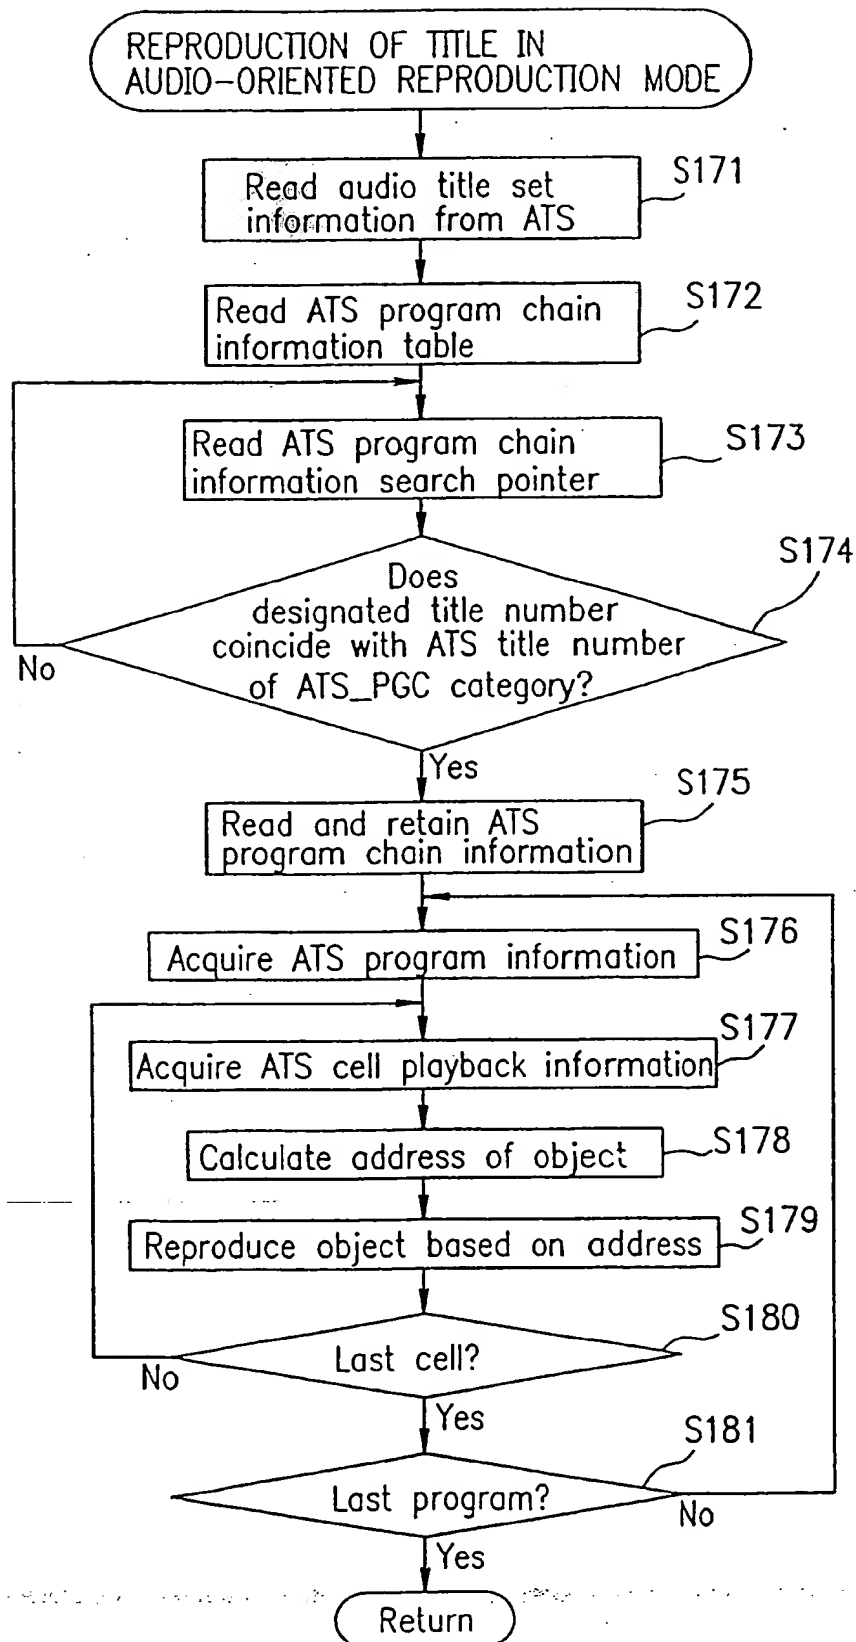 REPRODUCTION OF TITLE IN
AUDIO-ORIENTED REPRODUCTION MODE
S171
Read audio title set
information from ATS
S172
Read ATS program chain
information table
S173
Read ATS program chain
information search pointer
S174
Does
designated title number
coincide with ATS title number
of ATS_PGC category?
No
Yes
S175
Read and retain ATS
program chain information
S176
Acquire ATS program information
S177
Acquire ATS cell playback information
S178
Calculate address of object
S179
Reproduce object based on address
S180
Last cell?
No
Yes
S181
Last program?
No
Yes
Return